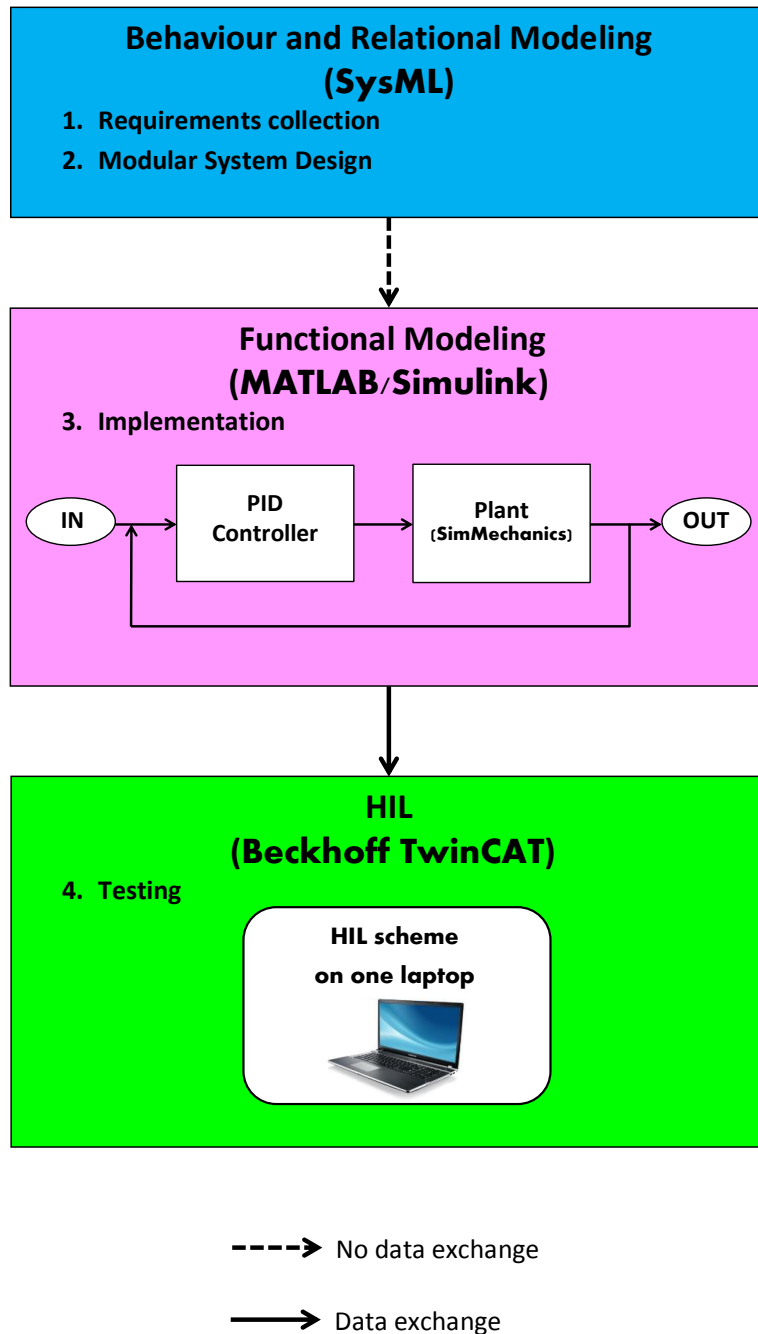 Behaviour and Relational Modeling
(SysML)
1. Requirements collection
2. Modular System Design
Functional Modeling
(MATLAB/Simulink)
3. Implementation
IN
PID
Controller
Plant
(SimMechanics)
OUT
HIL
(Beckhoff TwinCAT)
4. Testing
HIL scheme
on one laptop
No data exchange
Data exchange